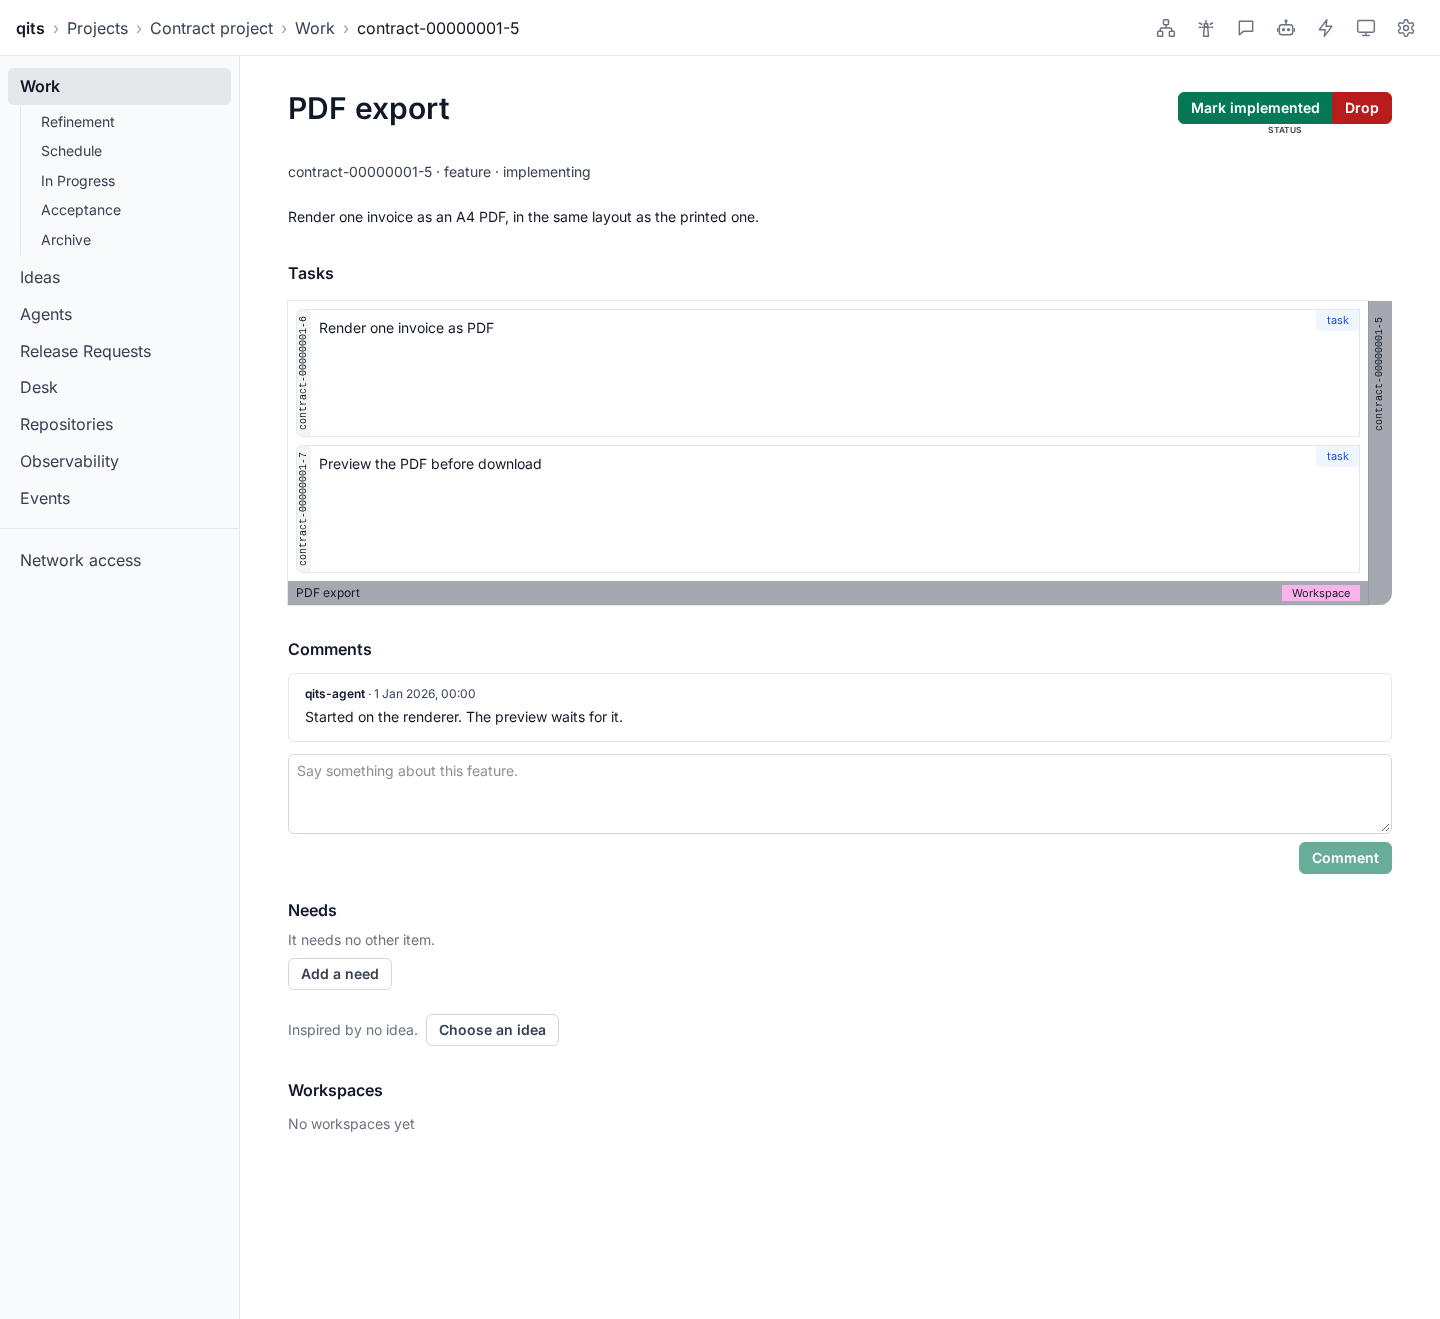 qits › Projects › Contract project › Work › contract-00000001-5
Work
Refinement
Schedule
In Progress
Acceptance
Archive
Ideas
Agents
Release Requests
Desk
Repositories
Observability
Events
Network access
PDF export
Mark implemented
Drop
STATUS
contract-00000001-5 · feature · implementing
Render one invoice as an A4 PDF, in the same layout as the printed one.
Tasks
contract-00000001-6
Render one invoice as PDF
task
contract-00000001-7
Preview the PDF before download
task
contract-00000001-5
PDF export
Workspace
Comments
qits-agent · 1 Jan 2026, 00:00
Started on the renderer. The preview waits for it.
Say something about this feature.
Comment
Needs
It needs no other item.
Add a need
Inspired by no idea.
Choose an idea
Workspaces
No workspaces yet